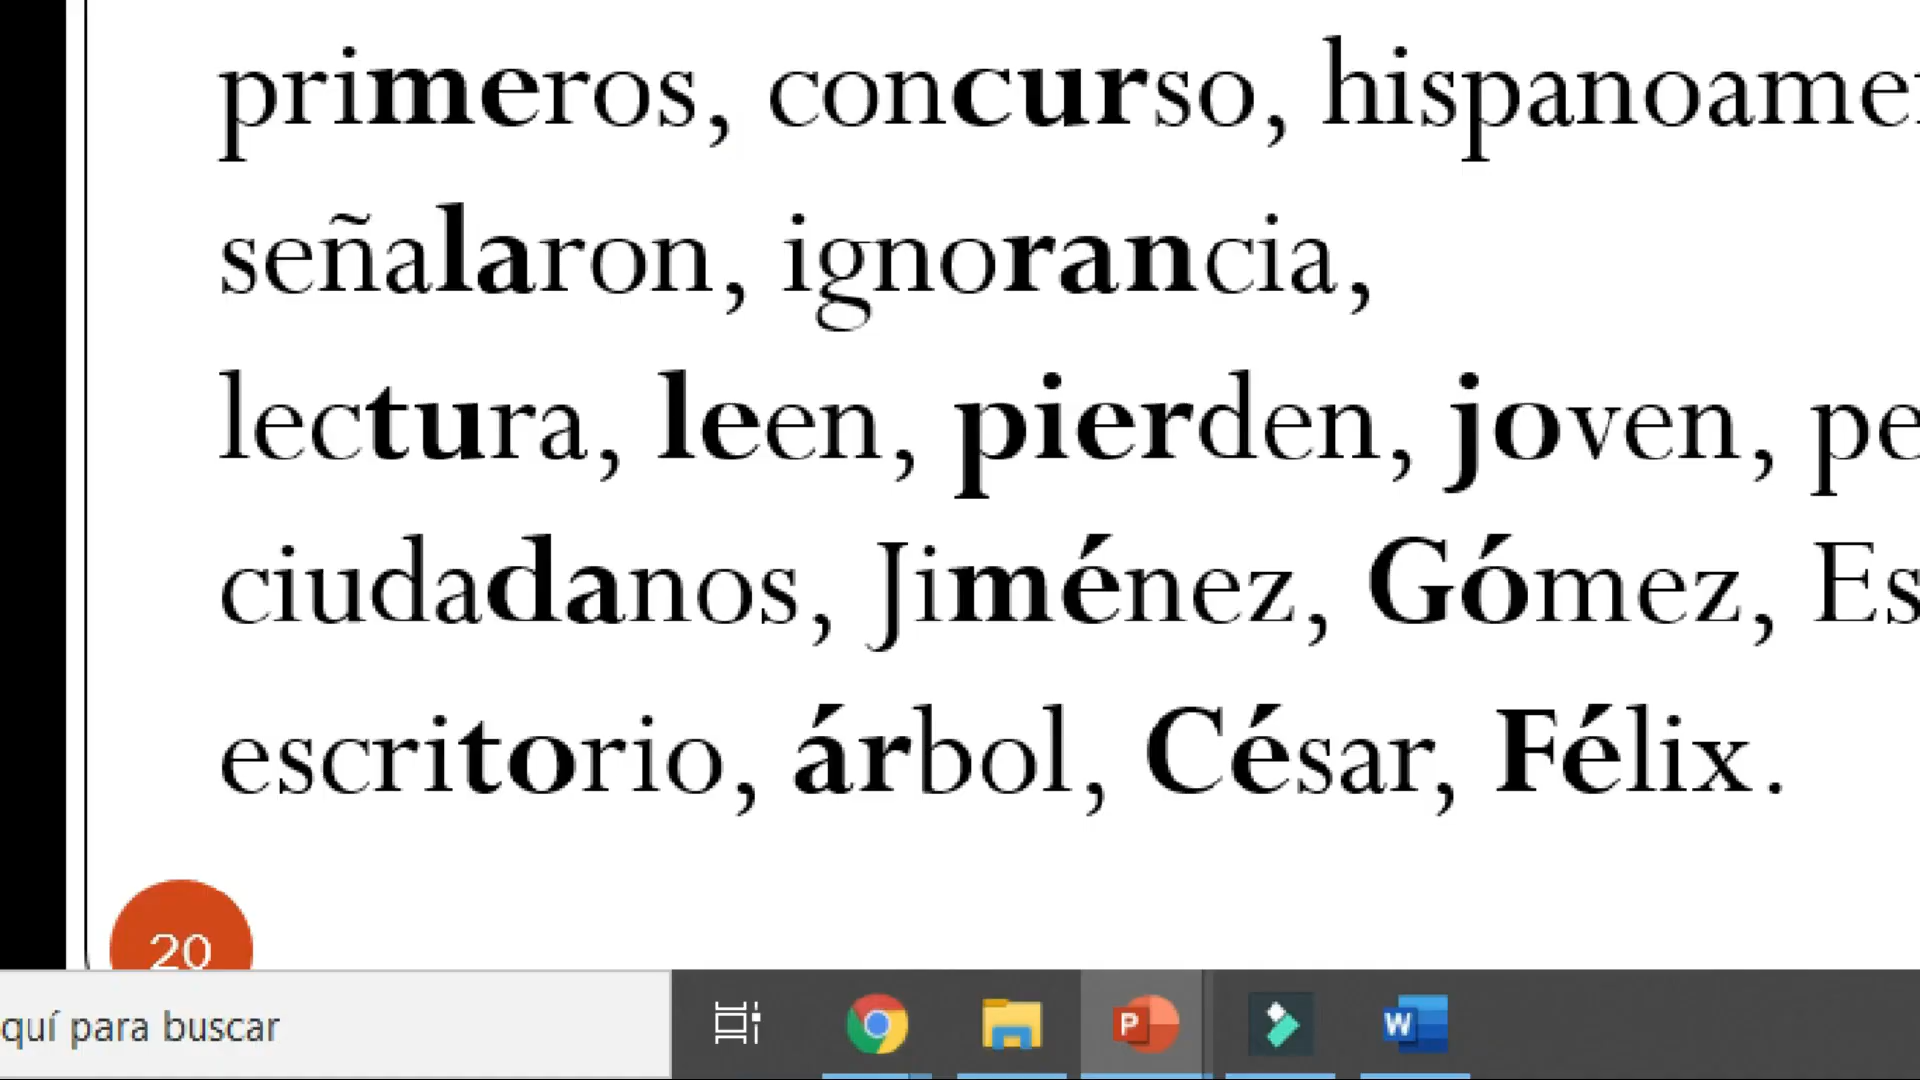 primeros, concurso, hispanoame
señalaron, ignorancia,
lectura, leen, pierden, joven, pe
ciudadanos, Jiménez, Gómez, Es
escritorio, árbol, César, Félix.
20
quí para buscar
P
W